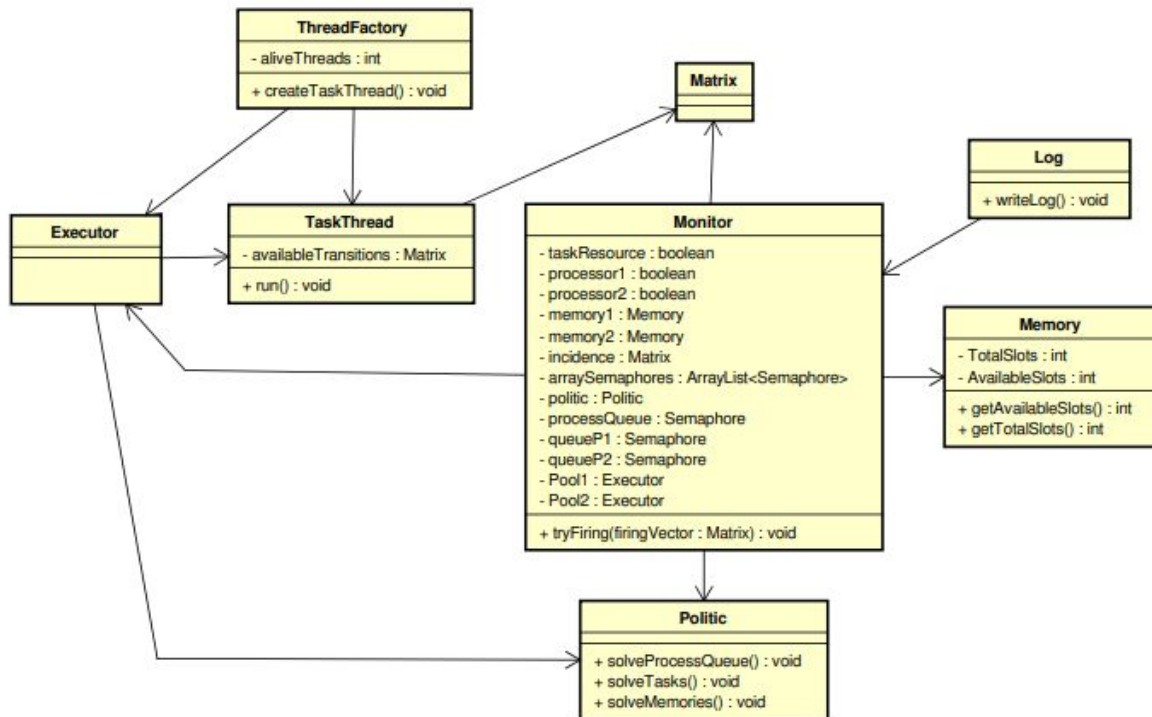 ThreadFactory
- aliveThreads : int
+ createTaskThread() : void
Matrix
Log
+ writeLog() : void
Executor
TaskThread
- availableTransitions : Matrix
+ run() : void
Monitor
- taskResource : boolean
- processor1 : boolean
- processor2 : boolean
- memory1 : Memory
- memory2 : Memory
- incidence : Matrix
- arraySemaphores : ArrayList<Semaphore>
- politic : Politic
- processQueue : Semaphore
- queueP1 : Semaphore
- queueP2 : Semaphore
- Pool1 : Executor
- Pool2 : Executor
+ tryFiring(firingVector : Matrix) : void
Memory
- TotalSlots : int
- AvailableSlots : int
+ getAvailableSlots() : int
+ getTotalSlots() : int
Politic
+ solveProcessQueue() : void
+ solveTasks() : void
+ solveMemories() : void